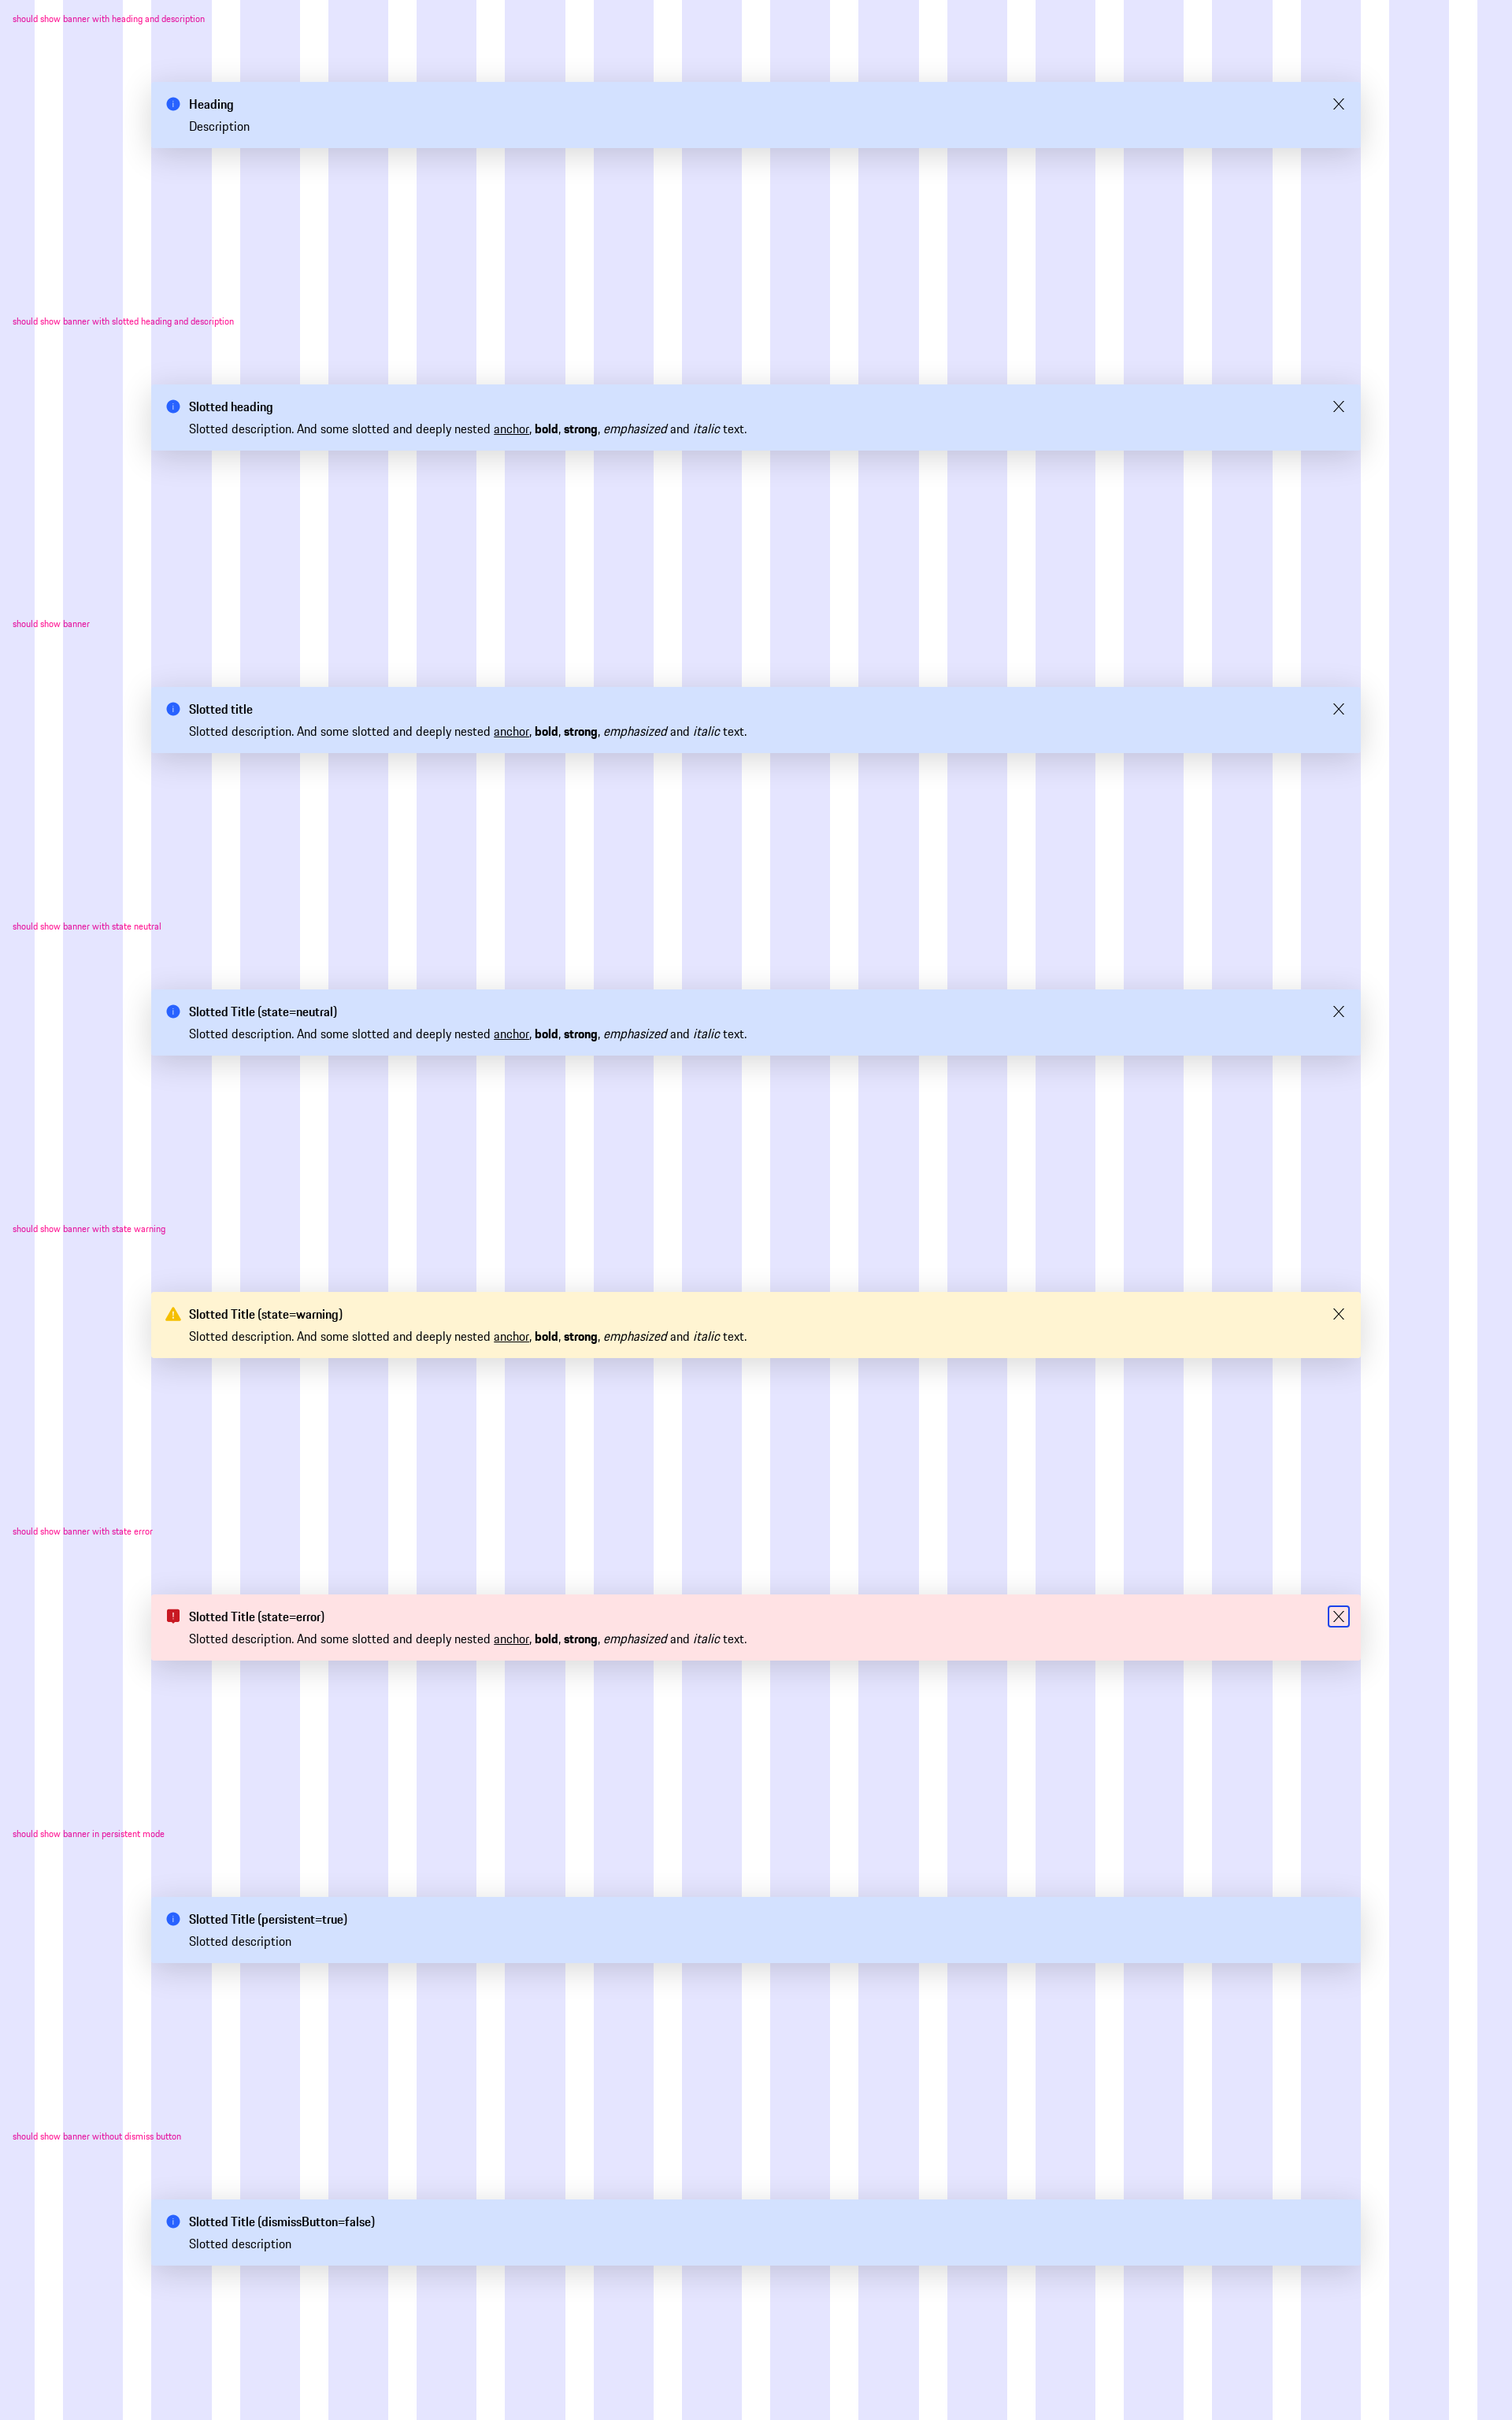 should show banner with heading and description
Heading
Description
should show banner with slotted heading and description
Slotted heading
Slotted description. And some slotted and deeply nested anchor, bold, strong, emphasized and italic text.
should show banner
Slotted title
Slotted description. And some slotted and deeply nested anchor, bold, strong, emphasized and italic text.
should show banner with state neutral
Slotted Title (state=neutral)
Slotted description. And some slotted and deeply nested anchor, bold, strong, emphasized and italic text.
should show banner with state warning
Slotted Title (state=warning)
Slotted description. And some slotted and deeply nested anchor, bold, strong, emphasized and italic text.
should show banner with state error
Slotted Title (state=error)
Slotted description. And some slotted and deeply nested anchor, bold, strong, emphasized and italic text.
should show banner in persistent mode
Slotted Title (persistent=true)
Slotted description
should show banner without dismiss button
Slotted Title (dismissButton=false)
Slotted description